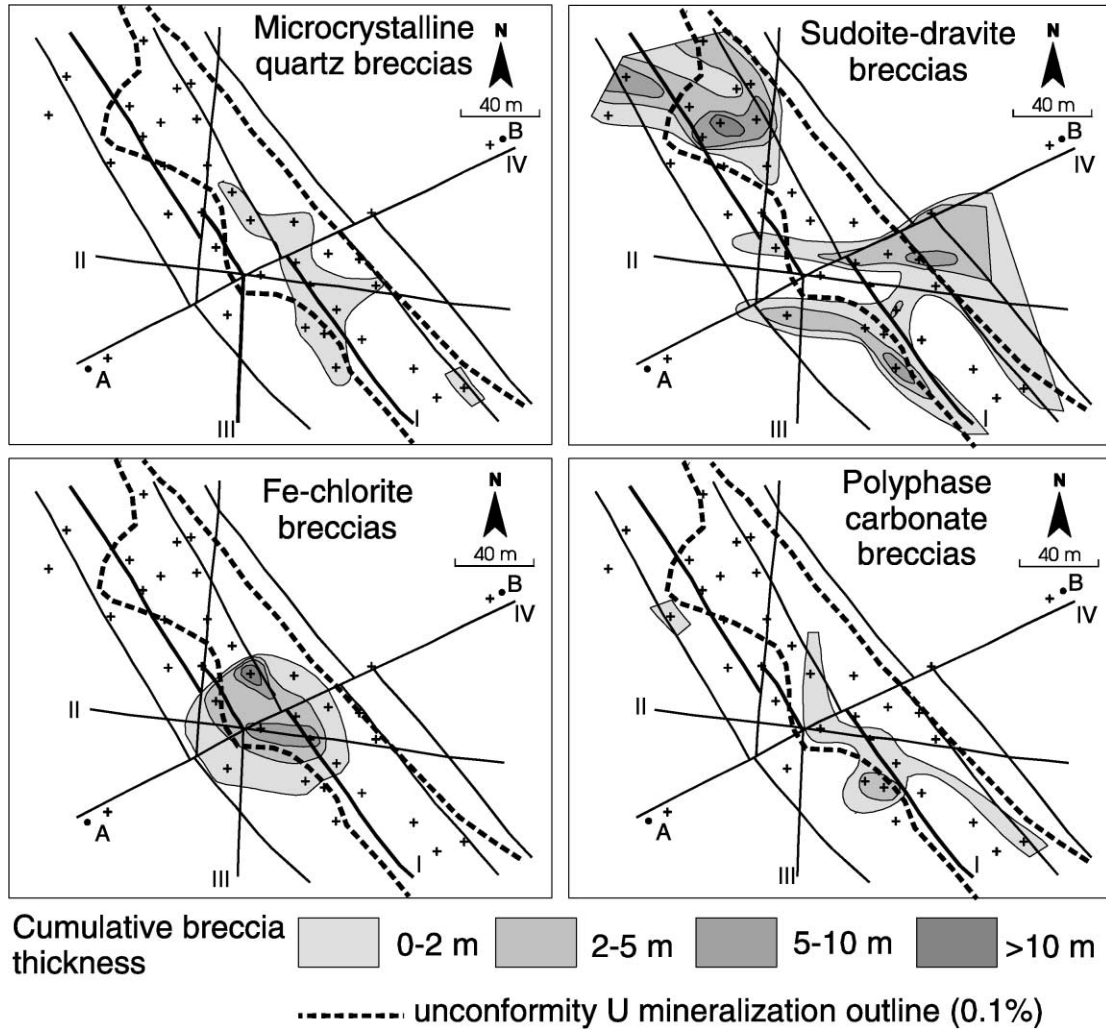 Microcrystalline
quartz breccias
N
40 m
B
IV
II
A
III
I
Sudoite-dravite
breccias
N
40 m
B
IV
II
A
III
I
Fe-chlorite
breccias
N
40 m
B
IV
II
A
III
I
Polyphase
carbonate
breccias
N
40 m
B
IV
II
A
III
I
Cumulative breccia
thickness
0-2 m
2-5 m
5-10 m
>10 m
unconformity U mineralization outline (0.1%)